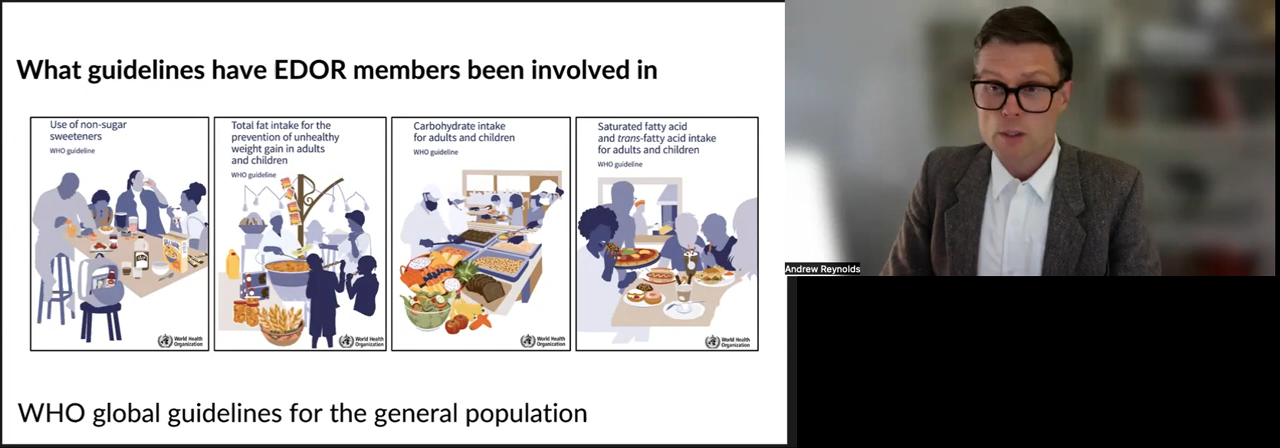 What guidelines have EDOR members been involved in
Use of non-sugar
sweeteners
WHO guideline
World Health
Organization
Total fat intake for the
prevention of unhealthy
weight gain in adults
and children
WHO guideline
World Health
Organization
Carbohydrate intake
for adults and children
WHO guideline
World Health
Organization
Saturated fatty acid
and trans-fatty acid intake
for adults and children
WHO guideline
World Health
Organization
WHO global guidelines for the general population
Andrew Reynolds